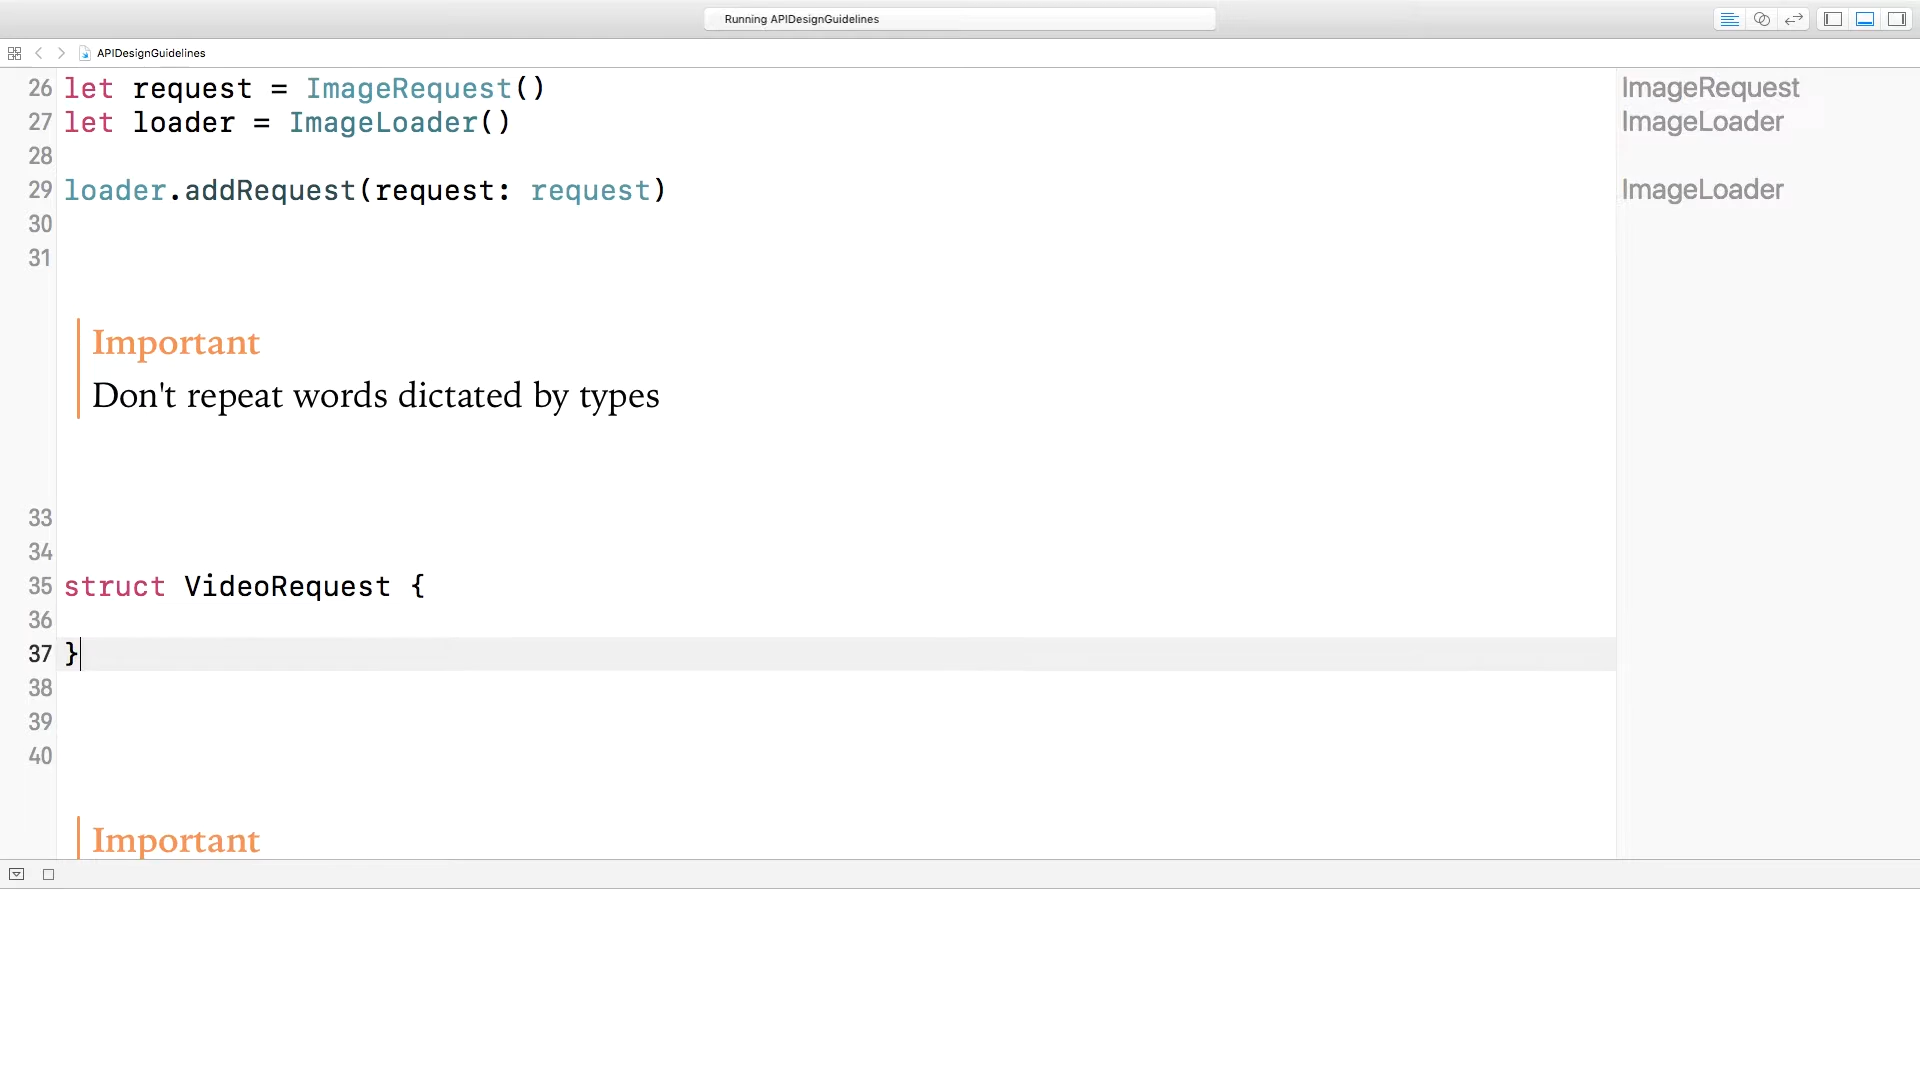 Running APIDesignGuidelines
APIDesignGuidelines
26 let request = ImageRequest() ImageRequest
27 let loader = ImageLoader() ImageLoader
28
29 loader.addRequest(request: request) ImageLoader
30
31
Important
Don't repeat words dictated by types
33
34
35 struct VideoRequest {
36
37 }
38
39
40
Important